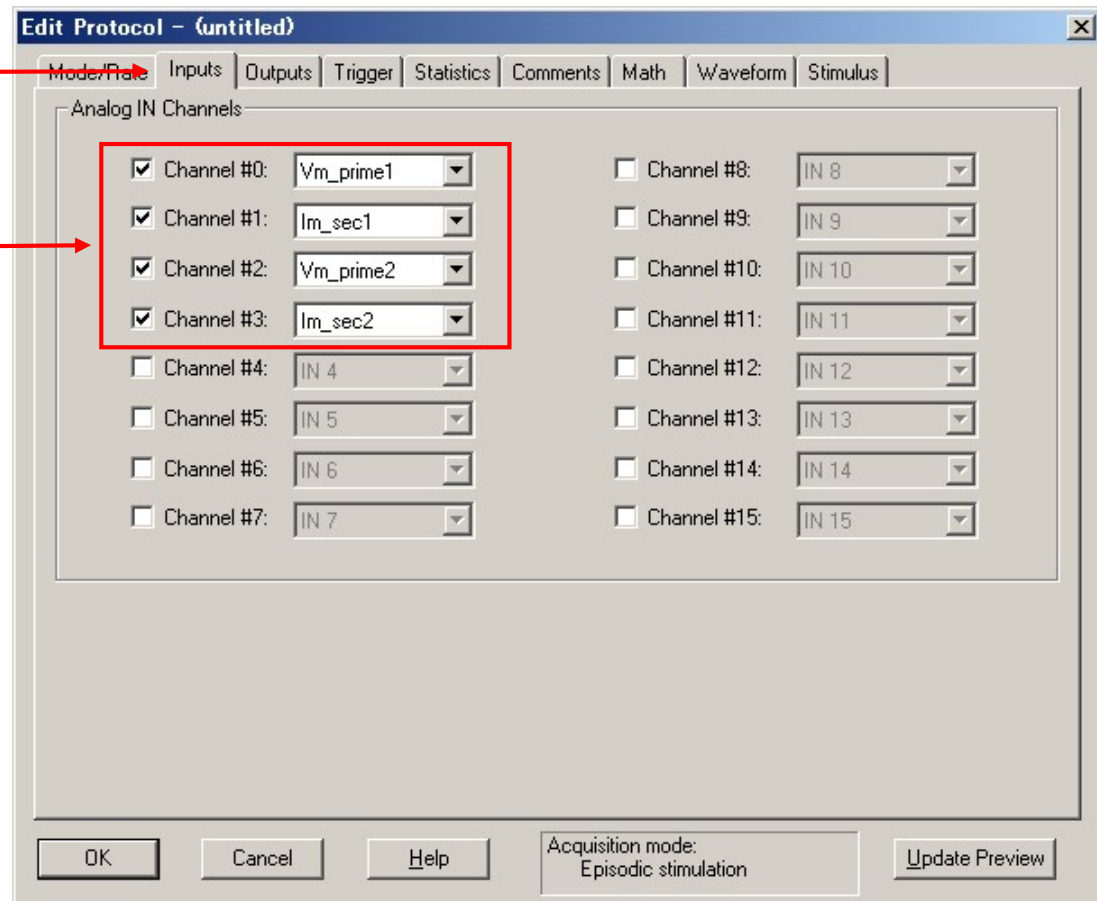 Edit Protocol - (untitled)
Mode/Rate Inputs Outputs Trigger Statistics Comments Math Waveform Stimulus
Analog IN Channels
Channel #0: Vm_prime1
Channel #1: Im_sec1
Channel #2: Vm_prime2
Channel #3: Im_sec2
Channel #4: IN 4
Channel #5: IN 5
Channel #6: IN 6
Channel #7: IN 7
Channel #8: IN 8
Channel #9: IN 9
Channel #10: IN 10
Channel #11: IN 11
Channel #12: IN 12
Channel #13: IN 13
Channel #14: IN 14
Channel #15: IN 15
OK Cancel Help
Acquisition mode:
Episodic stimulation
Update Preview